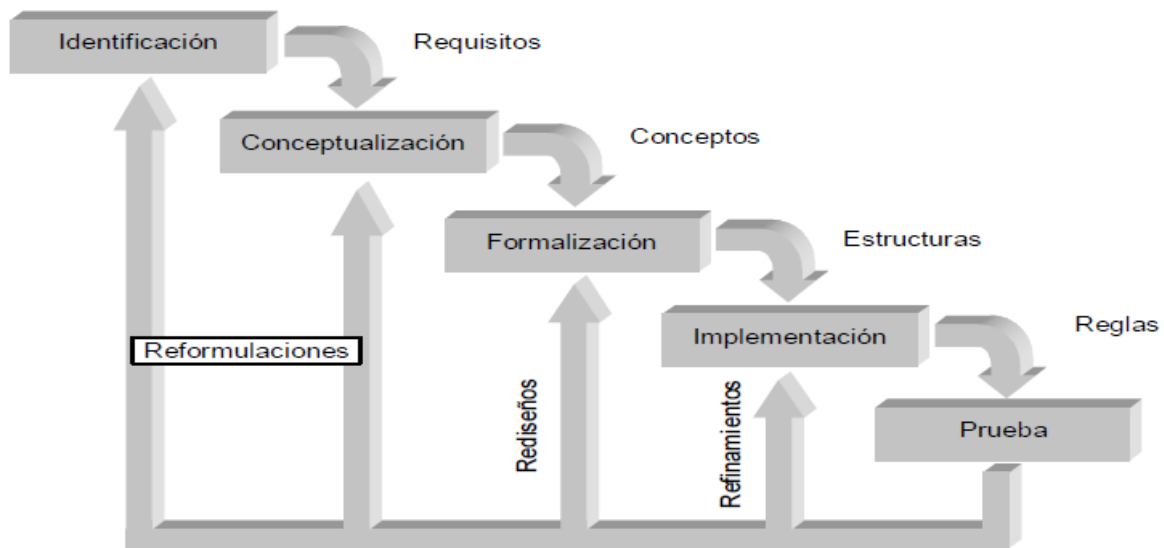 Identificación
Requisitos
Conceptualización
Conceptos
Formalización
Estructuras
Implementación
Reglas
Reformulaciones
Rediseños
Refinamientos
Prueba